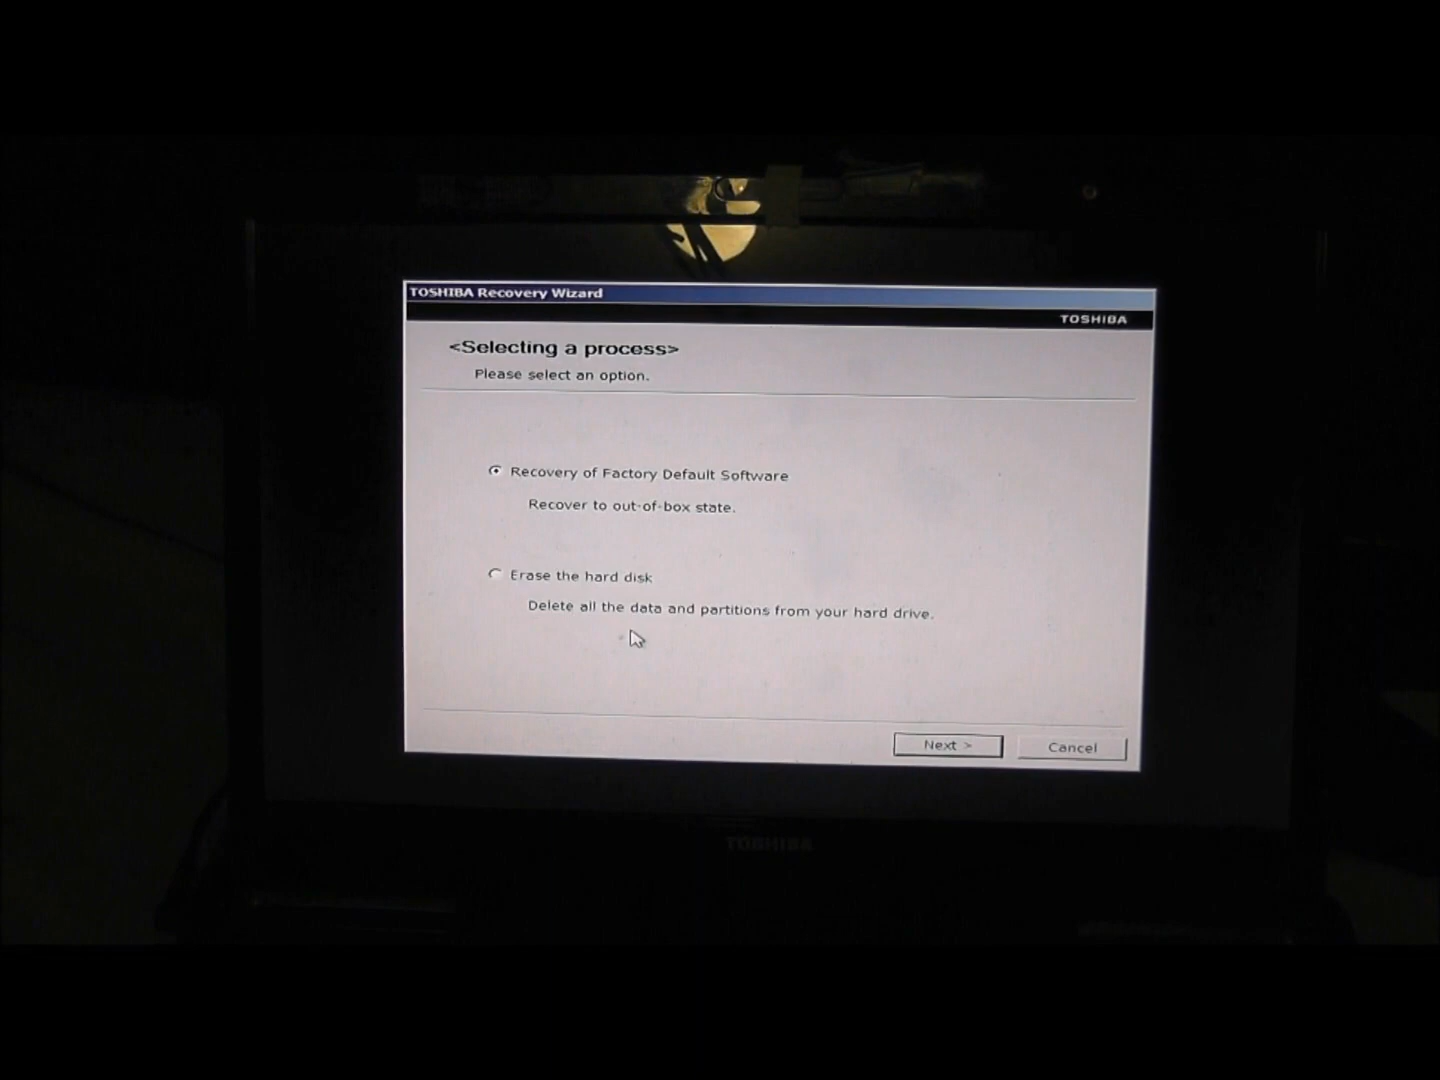 TOSHIBA Recovery Wizard
TOSHIBA
<Selecting a process>
Please select an option.
Recovery of Factory Default Software
Recover to out-of-box state.
Erase the hard disk
Delete all the data and partitions from your hard drive.
Next >
Cancel
TOSHIBA